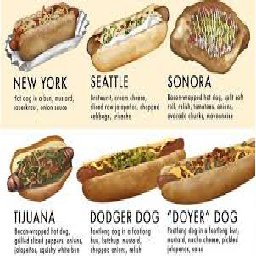 NEW YORK
hot dog in a bun, mustard,
sauerkraut, onion sauce
SEATTLE
bratwurst, cream cheese,
sliced raw jalapeños, chopped
cabbage, sriracha
SONORA
Bacon-wrapped hot dog, split soft
roll, relish, tomatoes, onions,
avocado chunks, mayonnaise
TIJUANA
Bacon-wrapped hot dog,
grilled sliced peppers, onions,
jalapeños, squishy white bun
DODGER DOG
Footlong dog in a footlong
bun, ketchup, mustard,
chopped onions, relish
"DOYER" DOG
Footlong dog in a footlong bun,
mustard, nacho cheese, pickled
jalapeños, salsa